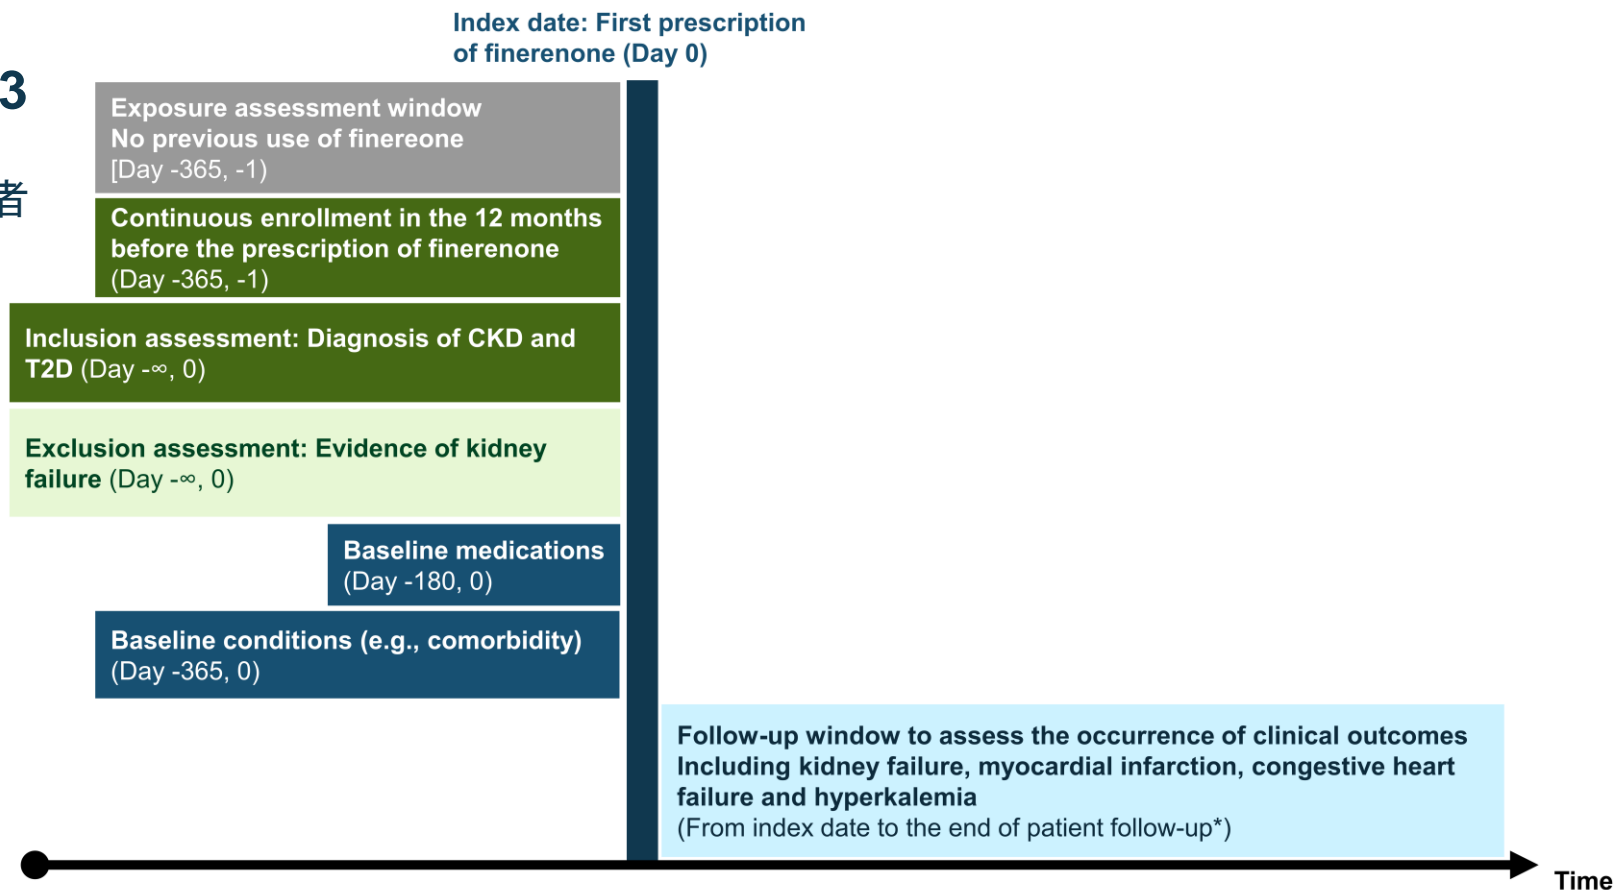 Index date: First prescription
of finerenone (Day 0)
3
者
Exposure assessment window
No previous use of finereone
[Day -365, -1)
Continuous enrollment in the 12 months
before the prescription of finerenone
(Day -365, -1)
Inclusion assessment: Diagnosis of CKD and
T2D (Day -∞, 0)
Exclusion assessment: Evidence of kidney
failure (Day -∞, 0)
Baseline medications
(Day -180, 0)
Baseline conditions (e.g., comorbidity)
(Day -365, 0)
Follow-up window to assess the occurrence of clinical outcomes
Including kidney failure, myocardial infarction, congestive heart
failure and hyperkalemia
(From index date to the end of patient follow-up*)
Time